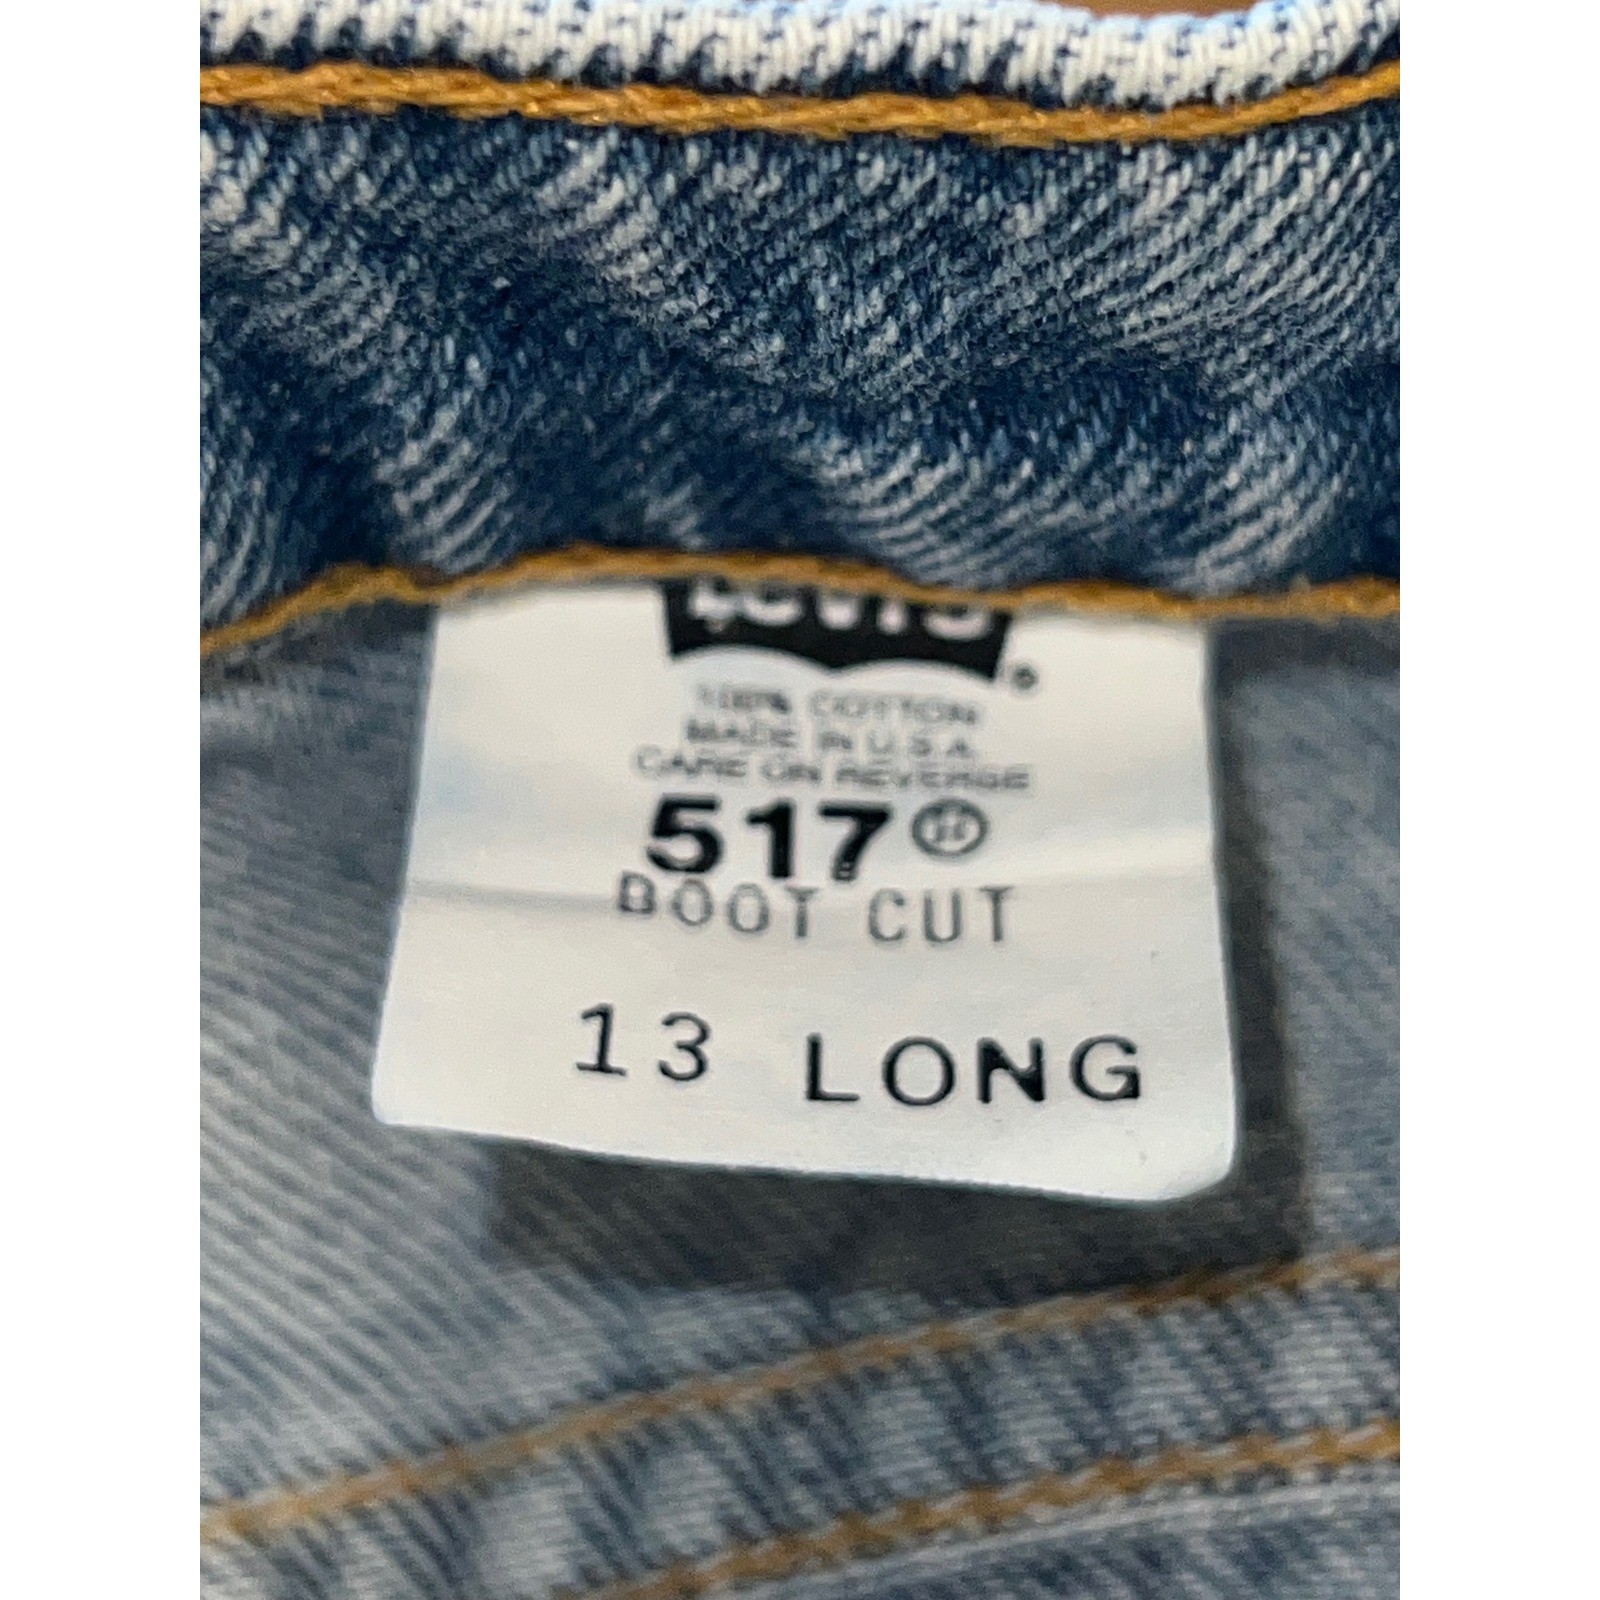 Levi's®
100% COTTON
MADE IN U.S.A.
CARE ON REVERSE
517®
BOOT CUT
13 LONG